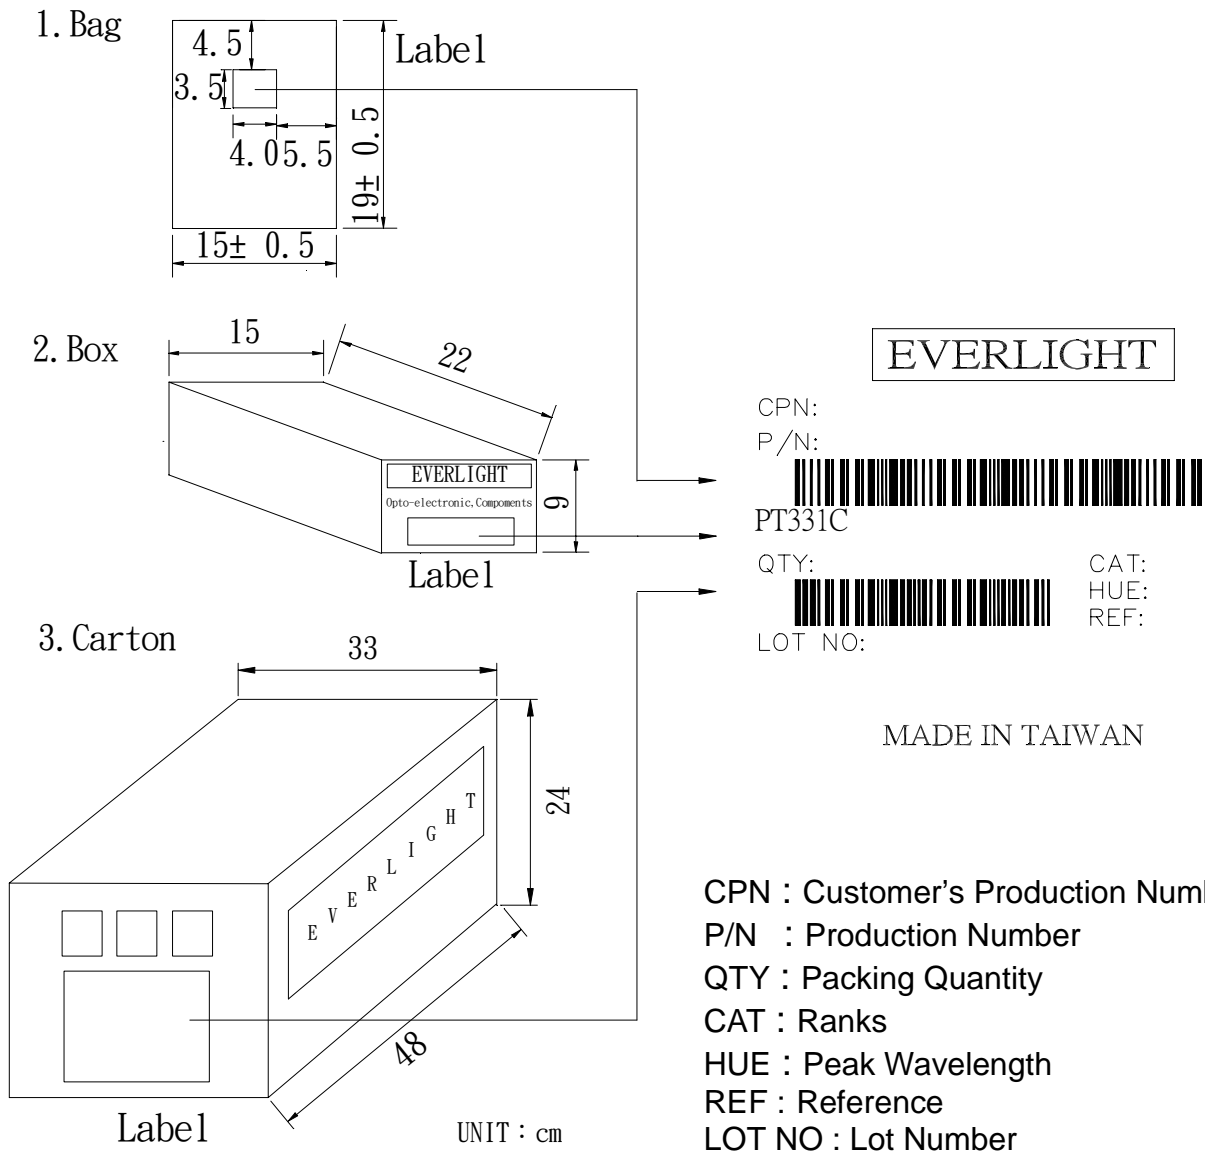 1. Bag
4.5
Label
3.5
4.0
5.5
19± 0.5
15± 0.5
2. Box
15
22
EVERLIGHT
Opto-electronic,Compoments
9
Label
3. Carton
33
24
EVERLIGHT
48
Label
UNIT : cm
EVERLIGHT
CPN:
P/N:
PT331C
QTY:
CAT:
HUE:
REF:
LOT NO:
MADE IN TAIWAN
CPN : Customer's Production
P/N : Production Number
QTY : Packing Quantity
CAT : Ranks
HUE : Peak Wavelength
REF : Reference
LOT NO : Lot Number